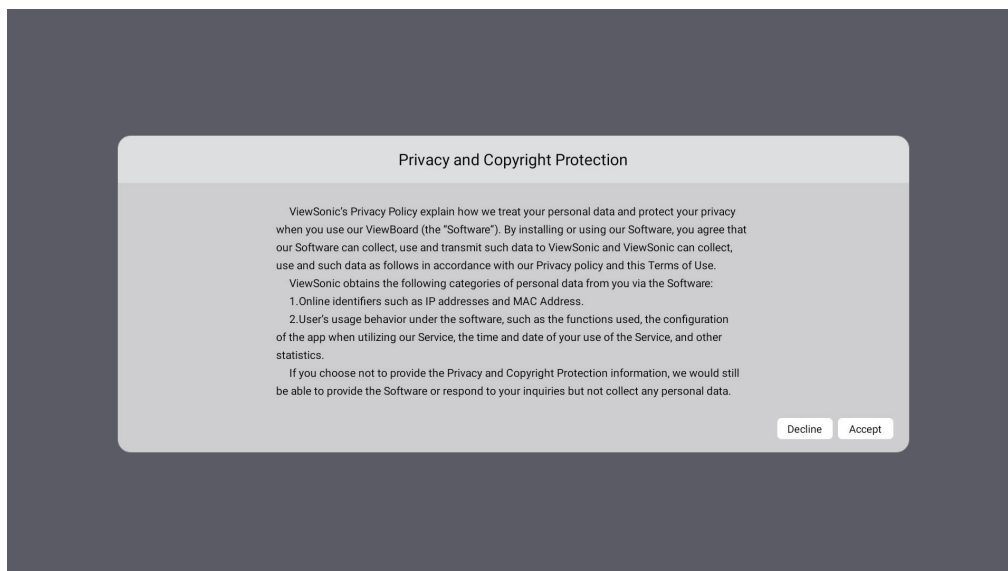 Privacy and Copyright Protection
ViewSonic's Privacy Policy explain how we treat your personal data and protect your privacy
when you use our ViewBoard (the “Software”). By installing or using our Software, you agree that
our Software can collect, use and transmit such data to ViewSonic and ViewSonic can collect,
use and such data as follows in accordance with our Privacy policy and this Terms of Use.
ViewSonic obtains the following categories of personal data from you via the Software:
1.Online identifiers such as IP addresses and MAC Address.
2.User's usage behavior under the software, such as the functions used, the configuration
of the app when utilizing our Service, the time and date of your use of the Service, and other
statistics.
If you choose not to provide the Privacy and Copyright Protection information, we would still
be able to provide the Software or respond to your inquiries but not collect any personal data.
Decline Accept